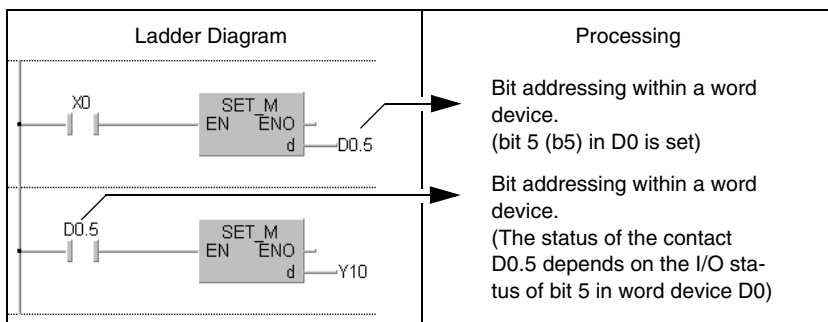 Ladder Diagram
Processing
X0
SET_M
EN ENO
d
D0.5
Bit addressing within a word
device.
(bit 5 (b5) in D0 is set)
D0.5
SET_M
EN ENO
d
Y10
Bit addressing within a word
device.
(The status of the contact
D0.5 depends on the I/O sta-
tus of bit 5 in word device D0)